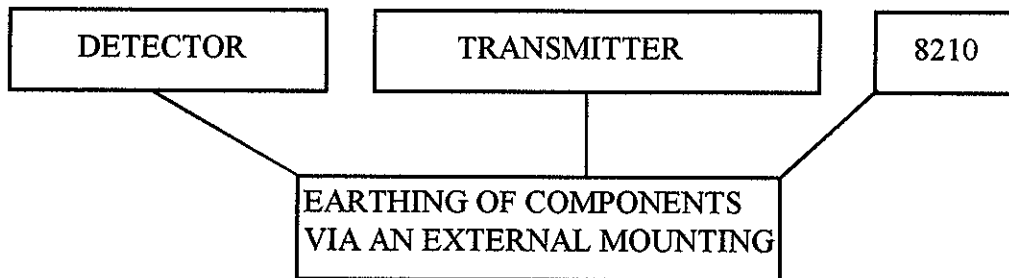 DETECTOR
TRANSMITTER
8210
EARTHING OF COMPONENTS
VIA AN EXTERNAL MOUNTING